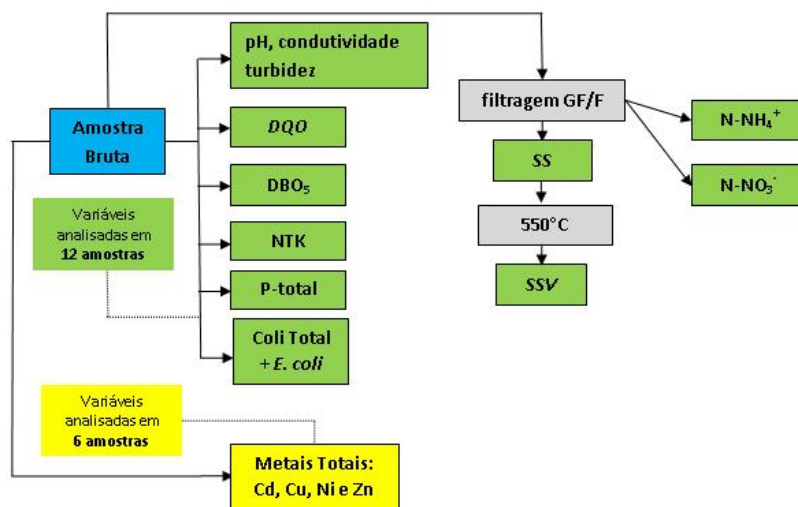 pH, condutividade
turbidez
Amostra
Bruta
DQO
DBO₅
NTK
P-total
Coli Total
+ E. coli
Variáveis
analisadas em
12 amostras
Variáveis
analisadas em
6 amostras
Metais Totais:
Cd, Cu, Ni e Zn
filtragem GF/F
SS
550°C
SSV
N-NH₄⁺
N-NO₃⁻